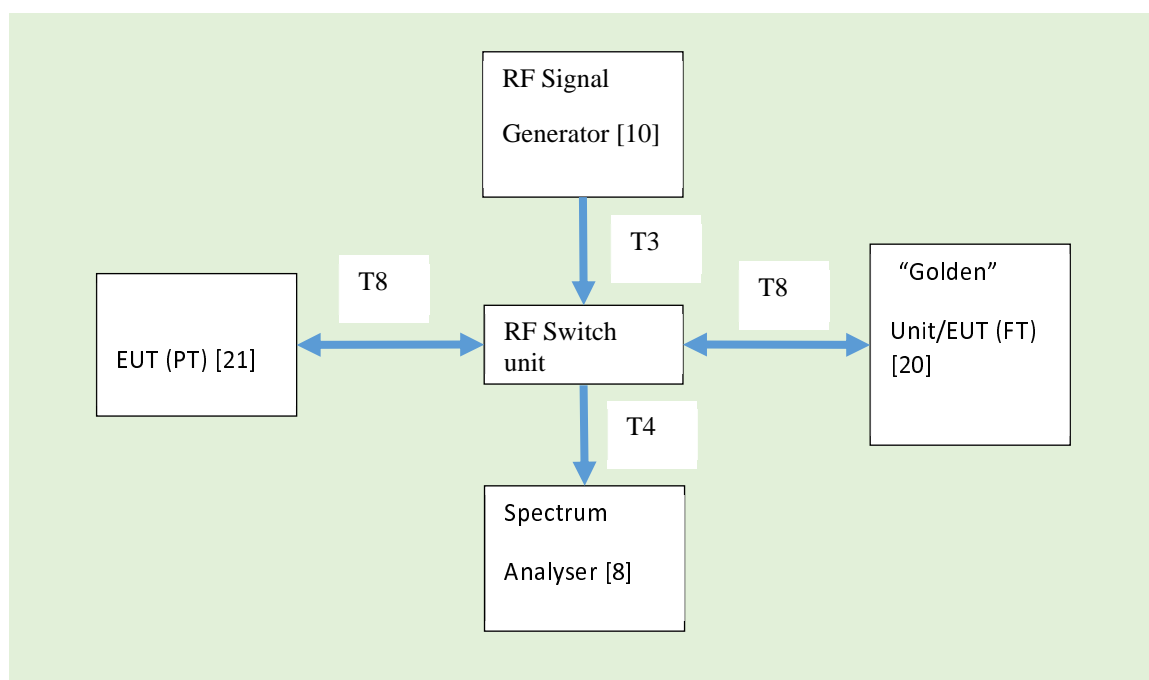 RF Signal
Generator [10]
T3
T8
T8
“Golden”
Unit/EUT (FT)
[20]
RF Switch
unit
EUT (PT) [21]
T4
Spectrum
Analyser [8]